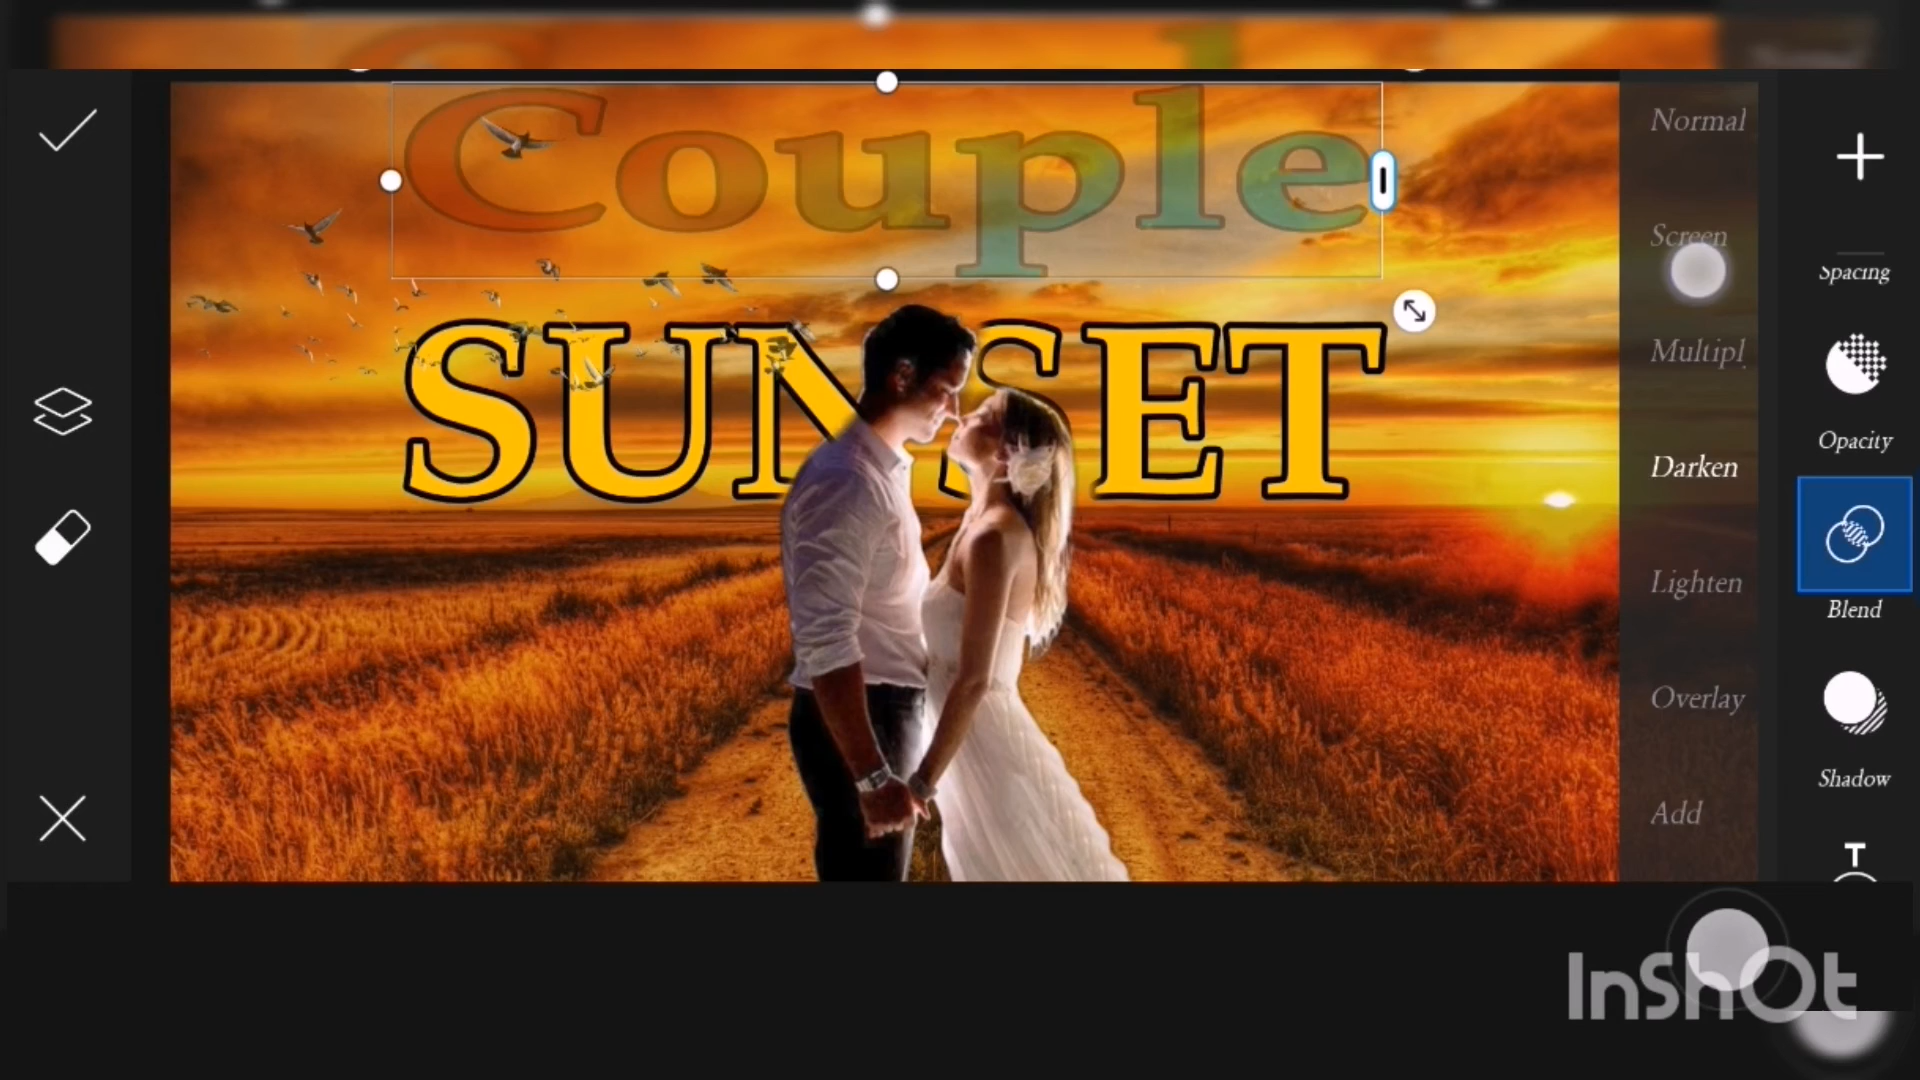 Couple
SUNSET
Normal
Screen
Multipl
Darken
Lighten
Overlay
Add
Spacing
Opacity
Blend
Shadow
InShOt